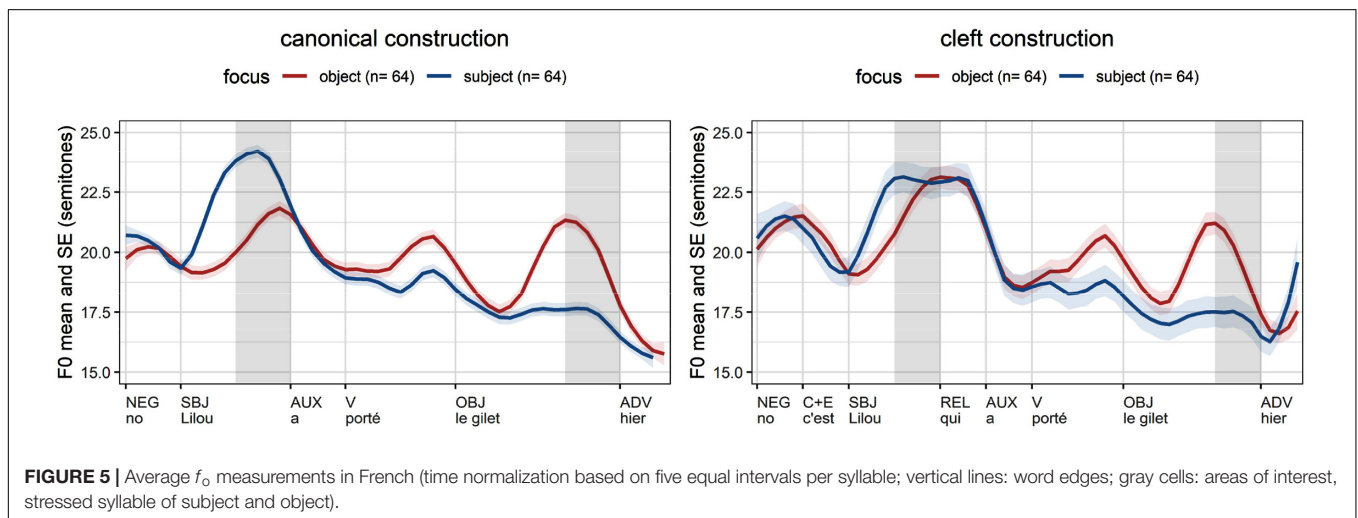 canonical construction
focus object (n= 64) subject (n= 64)
F0 mean and SE (semitones)
25.0
22.5
20.0
17.5
15.0
NEG SBJ AUX V OBJ ADV
no Lilou a porté le gilet hier
cleft construction
focus object (n= 64) subject (n= 64)
F0 mean and SE (semitones)
25.0
22.5
20.0
17.5
15.0
NEG C+E SBJ REL AUX V OBJ ADV
no c'est Lilou qui a porté le gilet hier
FIGURE 5 | Average fo measurements in French (time normalization based on five equal intervals per syllable; vertical lines: word edges; gray cells: areas of interest,
stressed syllable of subject and object).